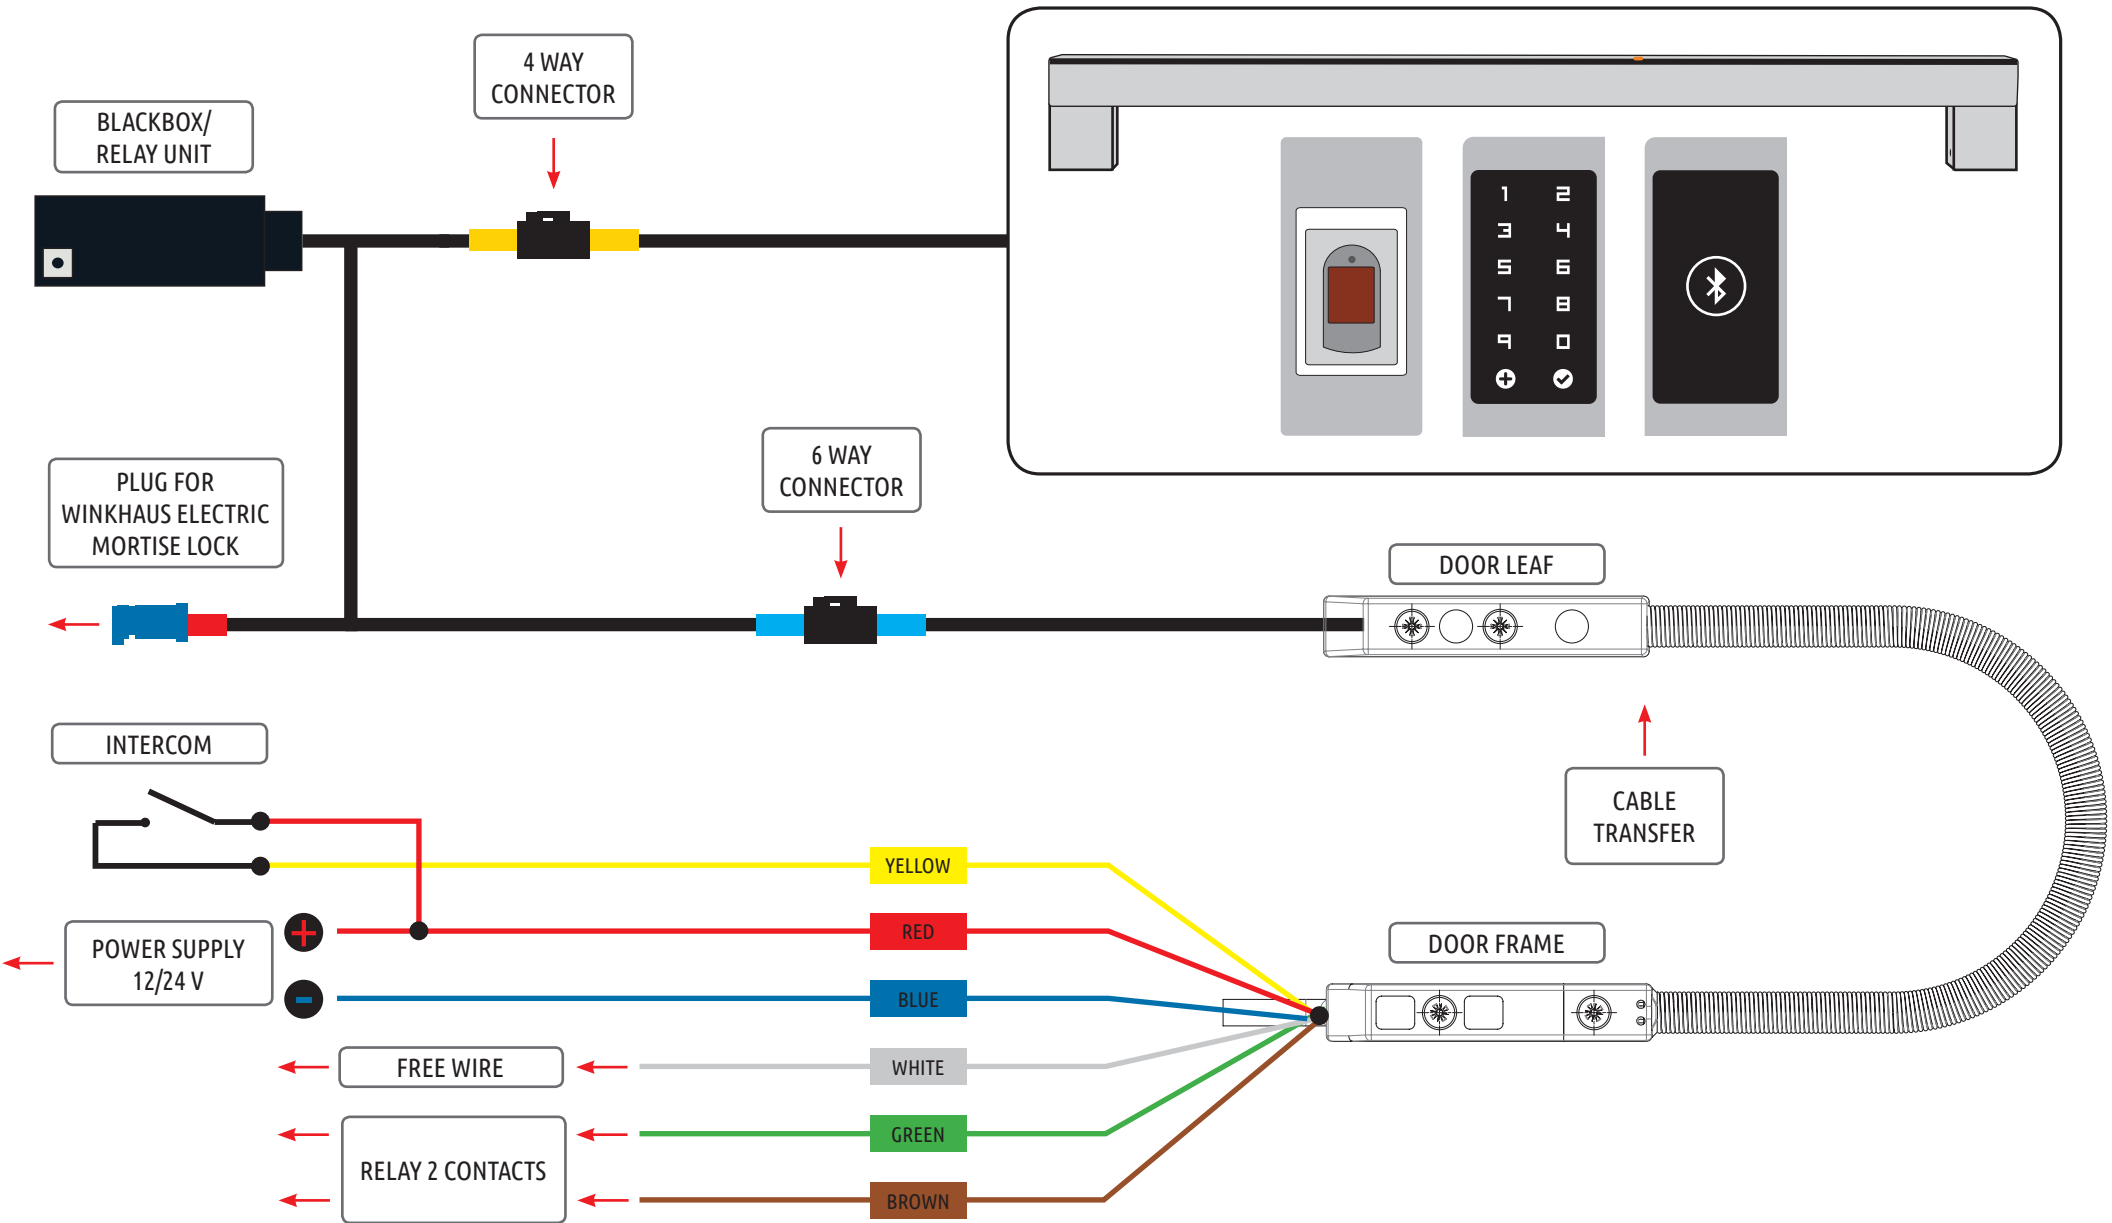 4 WAY
CONNECTOR
BLACKBOX/
RELAY UNIT
1 2
3 4
5 6
7 8
9 0
PLUG FOR
WINKHAUS ELECTRIC
MORTISE LOCK
6 WAY
CONNECTOR
DOOR LEAF
INTERCOM
CABLE
TRANSFER
YELLOW
POWER SUPPLY
12/24 V
+
RED
DOOR FRAME
-
BLUE
FREE WIRE
WHITE
RELAY 2 CONTACTS
GREEN
BROWN